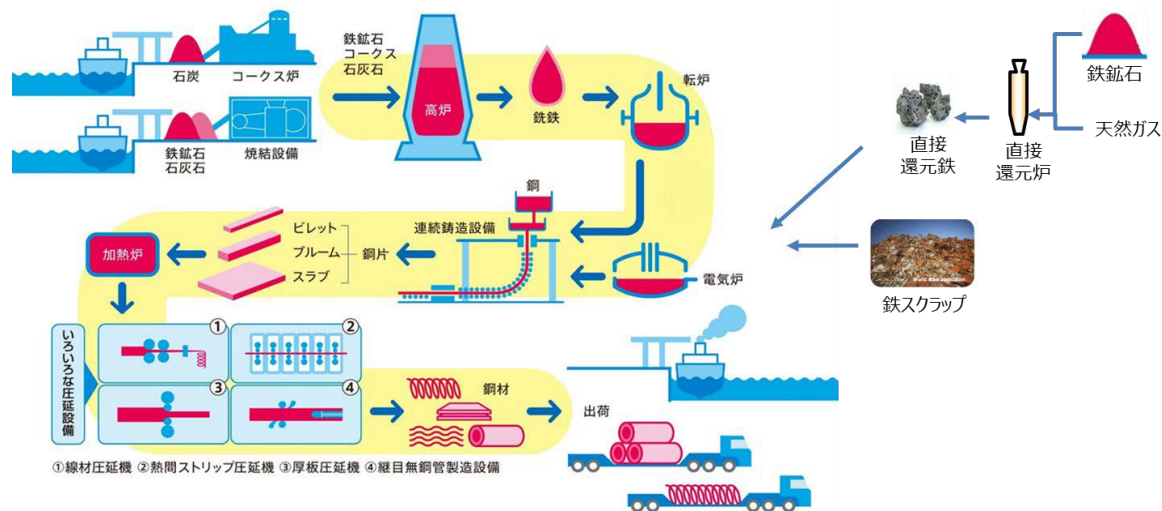 石炭
コークス炉
鉄鉱石
石灰石
焼結設備
鉄鉱石
コークス
石灰石
高炉
銑鉄
転炉
鉄鉱石
天然ガス
直接
還元炉
直接
還元鉄
鉄スクラップ
鋼
連続鋳造設備
電気炉
ビレット
ブルーム
スラブ
鋼片
加熱炉
いろいろな圧延設備
①
②
③
④
鋼材
出荷
①線材圧延機 ②熱間ストリップ圧延機 ③厚板圧延機 ④継目無鋼管製造設備